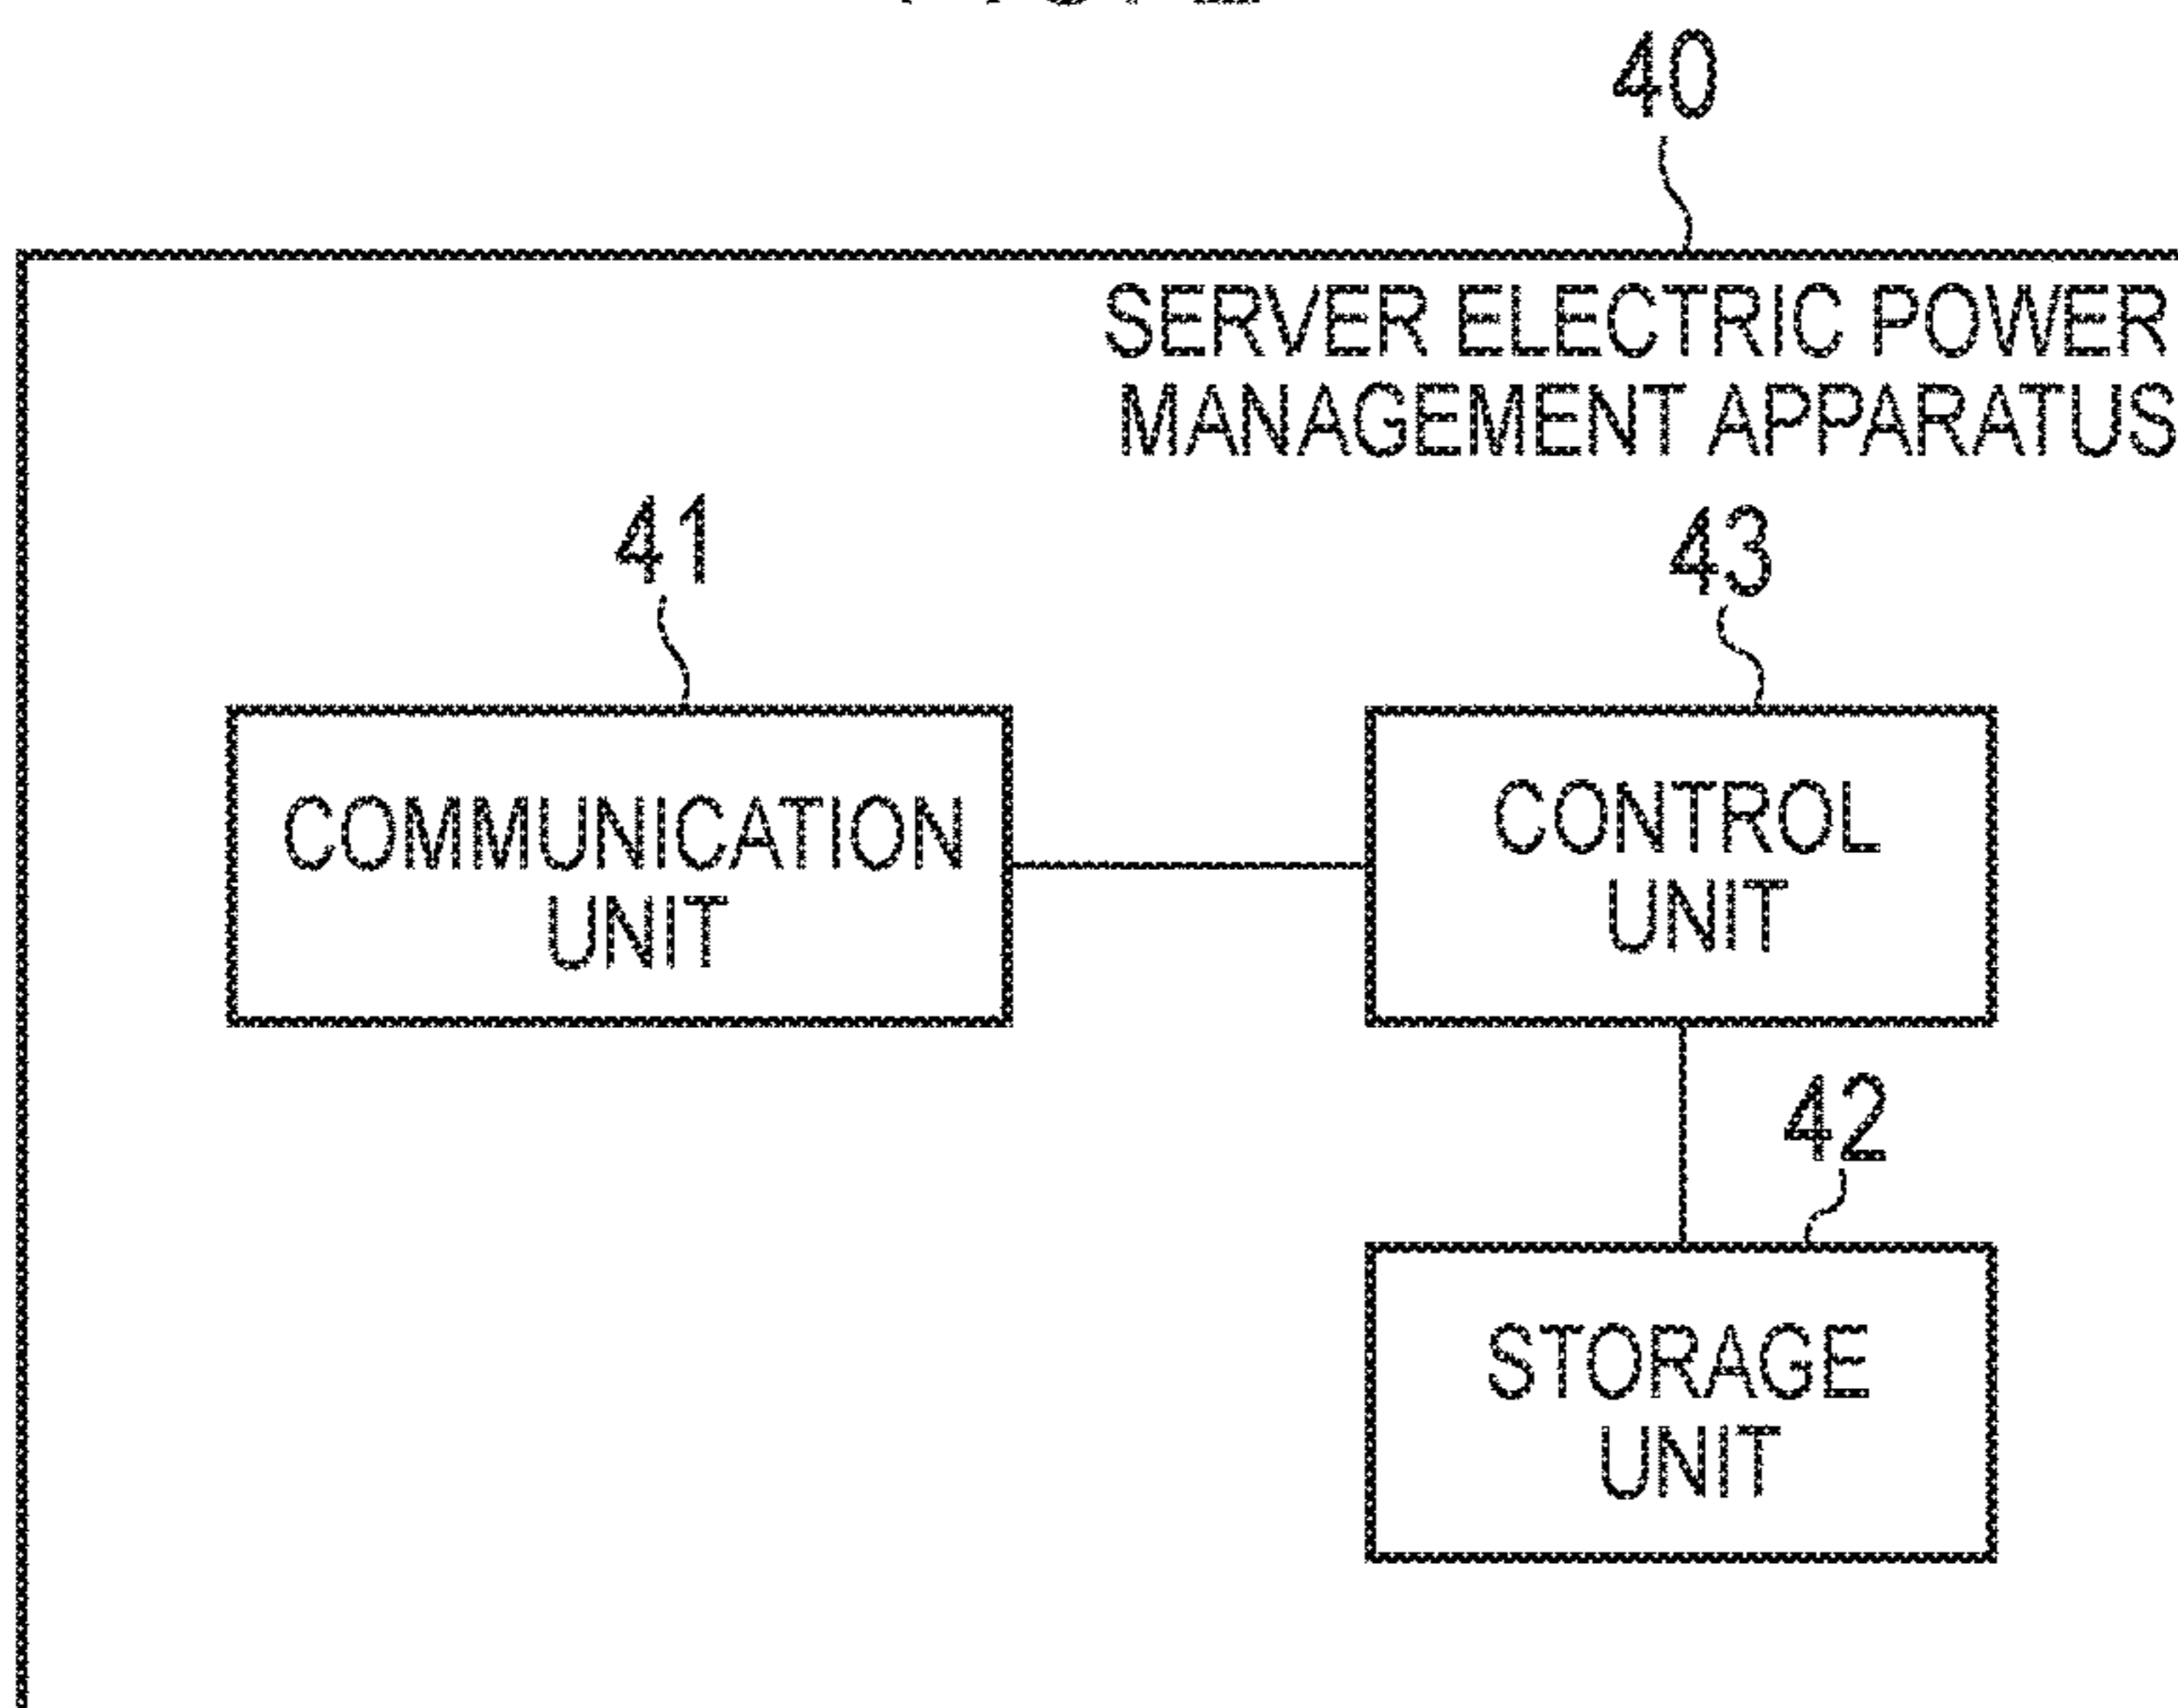 40
SERVER ELECTRIC POWER
MANAGEMENT APPARATUS
41
43
COMMUNICATION
UNIT
CONTROL
UNIT
42
STORAGE
UNIT